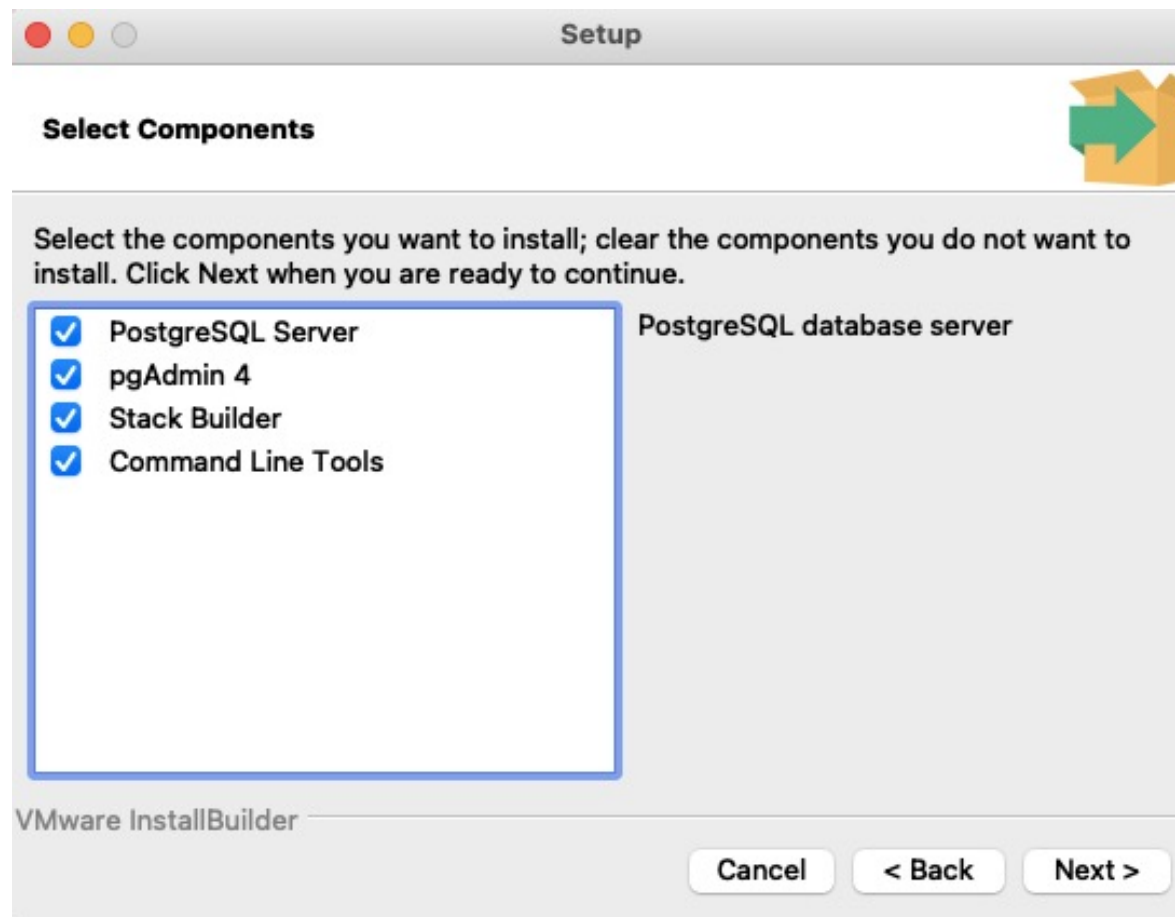 Setup
Select Components
Select the components you want to install; clear the components you do not want to
install. Click Next when you are ready to continue.
PostgreSQL Server
pgAdmin 4
Stack Builder
Command Line Tools
PostgreSQL database server
VMware InstallBuilder
Cancel
< Back
Next >